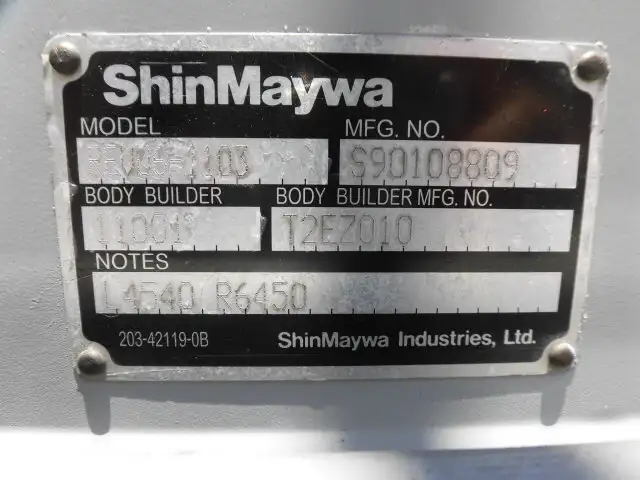 ShinMaywa
MODEL MFG. NO.
S90108809
BODY BUILDER BODY BUILDER MFG. NO.
T2EZ010
NOTES
L4540 R6450
203-42119-0B ShinMaywa Industries, Ltd.